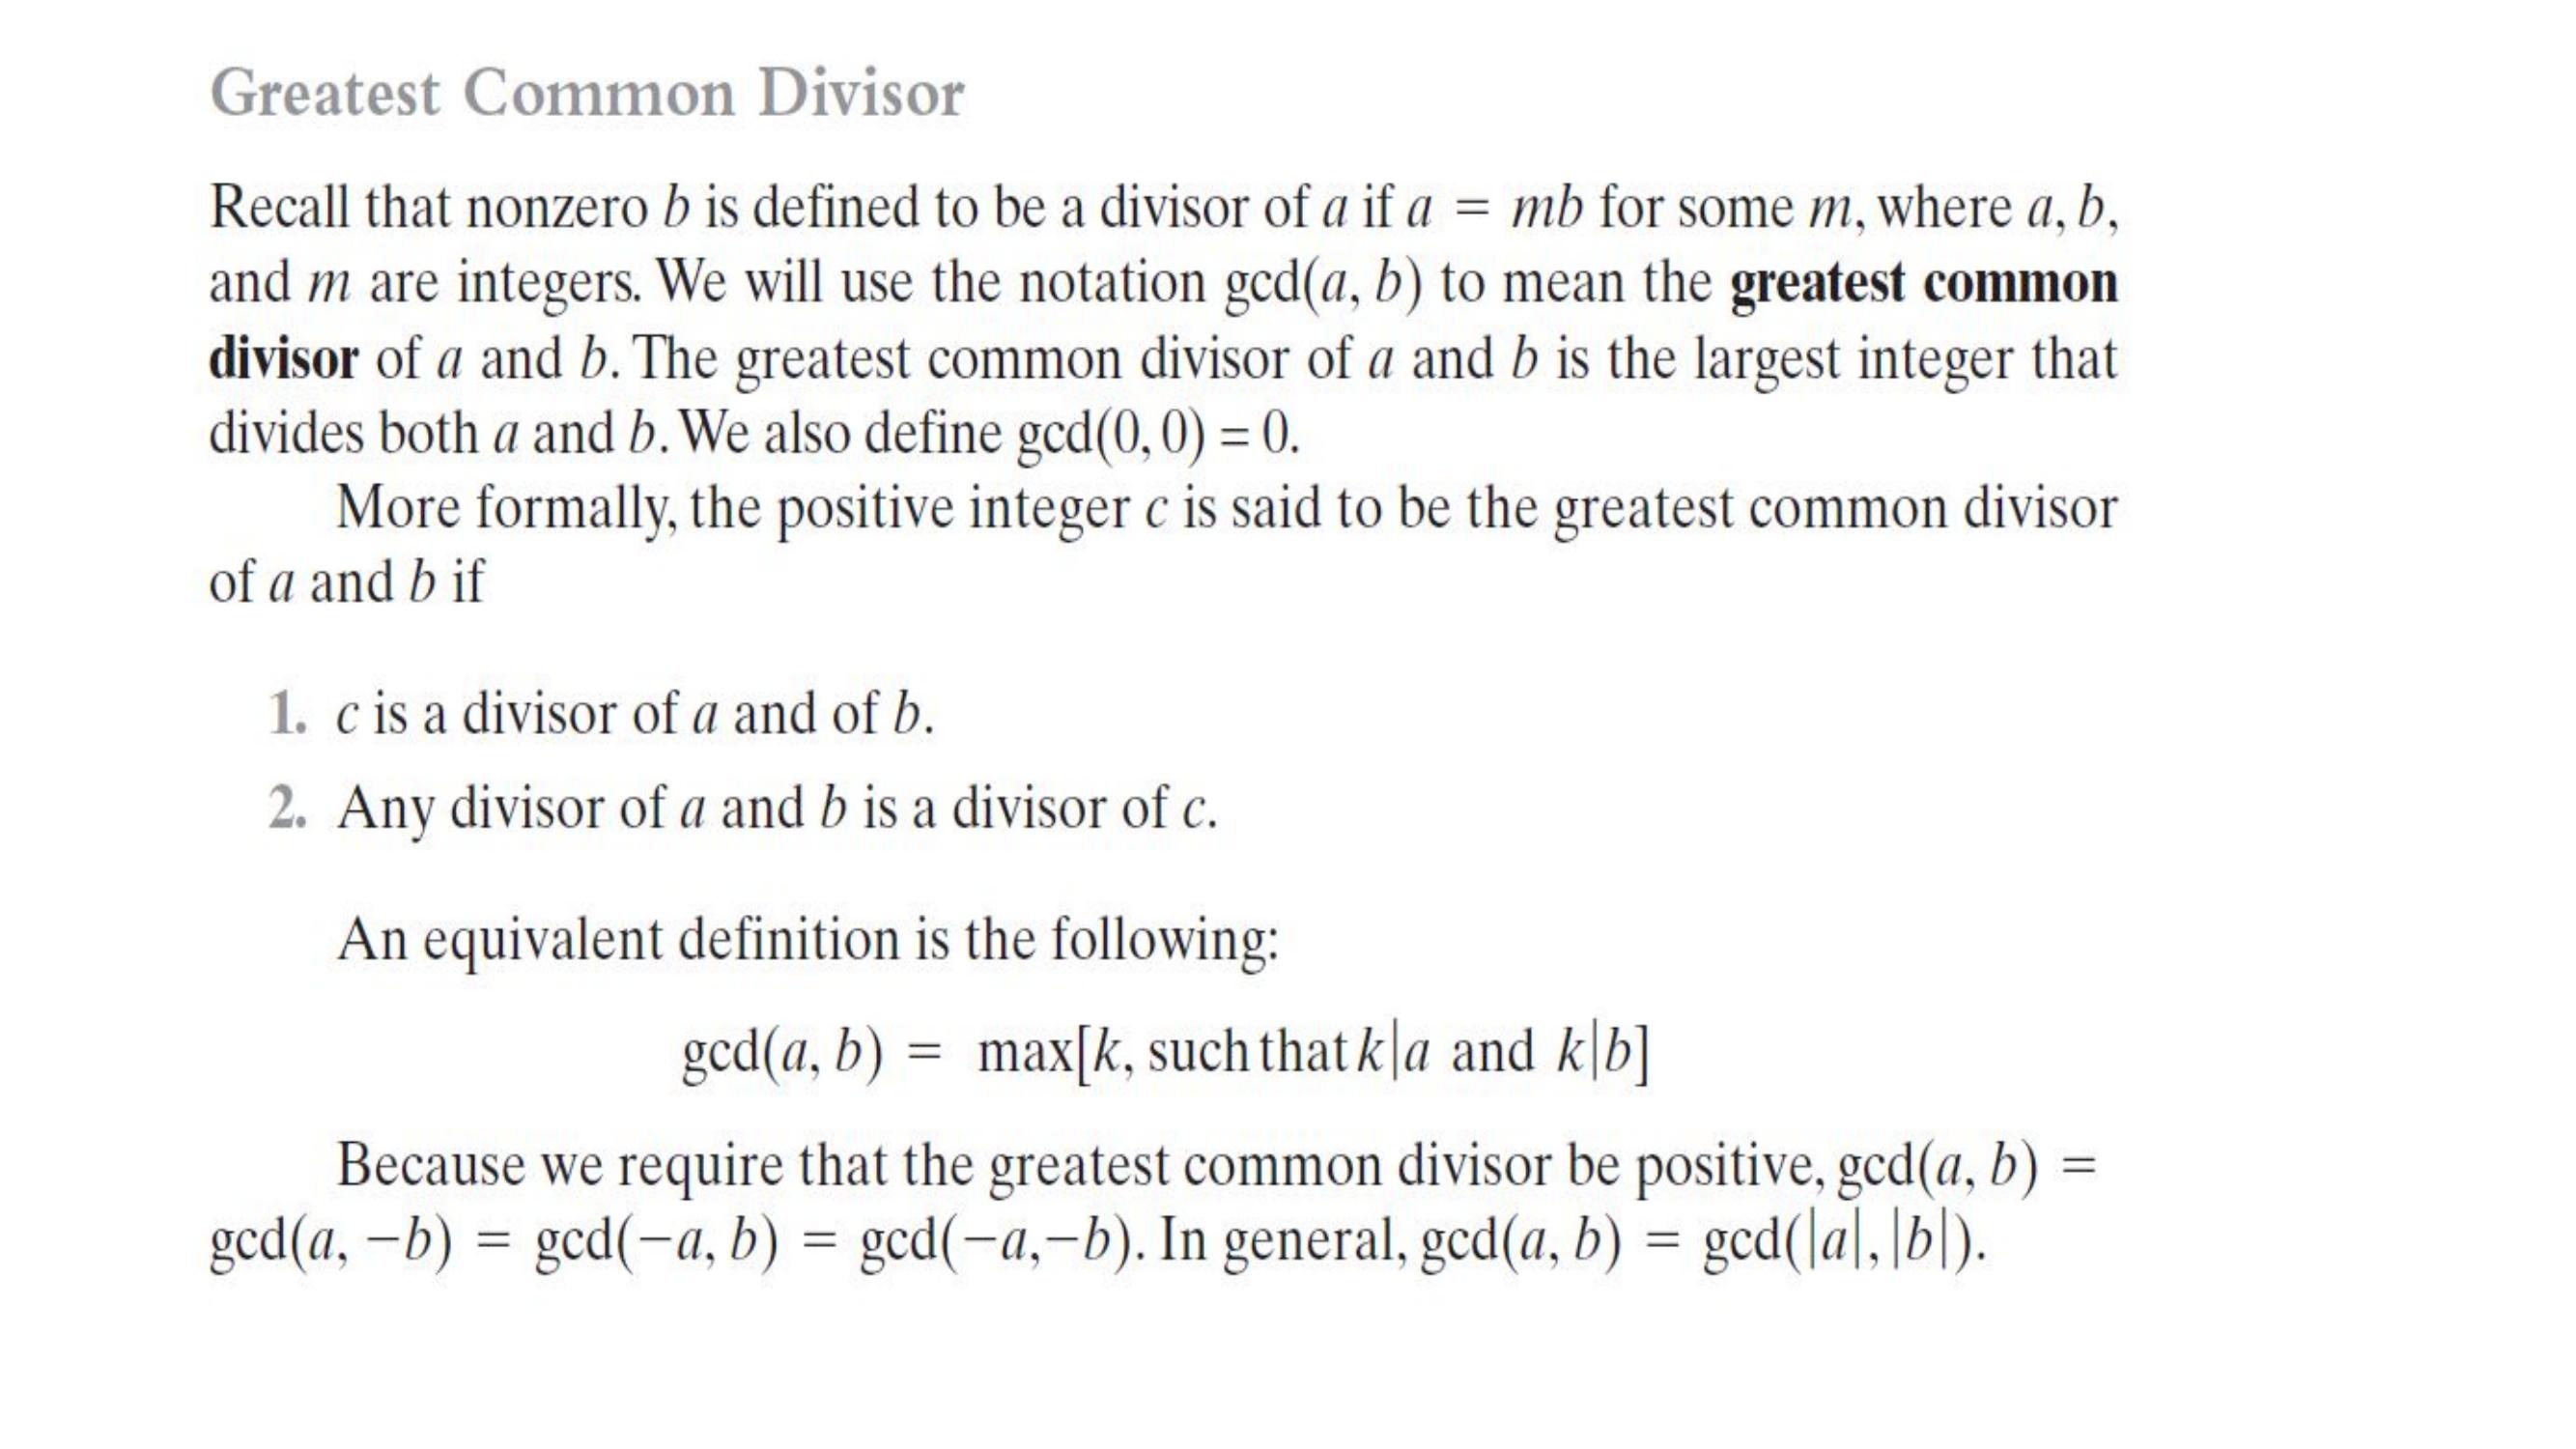 Greatest Common Divisor
Recall that nonzero b is defined to be a divisor of a if a = mb for some m, where a, b,
and m are integers. We will use the notation gcd(a, b) to mean the greatest common
divisor of a and b. The greatest common divisor of a and b is the largest integer that
divides both a and b. We also define gcd(0, 0) = 0.
More formally, the positive integer c is said to be the greatest common divisor
of a and b if
1. c is a divisor of a and of b.
2. Any divisor of a and b is a divisor of c.
An equivalent definition is the following:
gcd(a, b) = max[k, such that k|a and k|b]
Because we require that the greatest common divisor be positive, gcd(a, b) =
gcd(a, −b) = gcd(−a, b) = gcd(−a,−b). In general, gcd(a, b) = gcd(|a|, |b|).